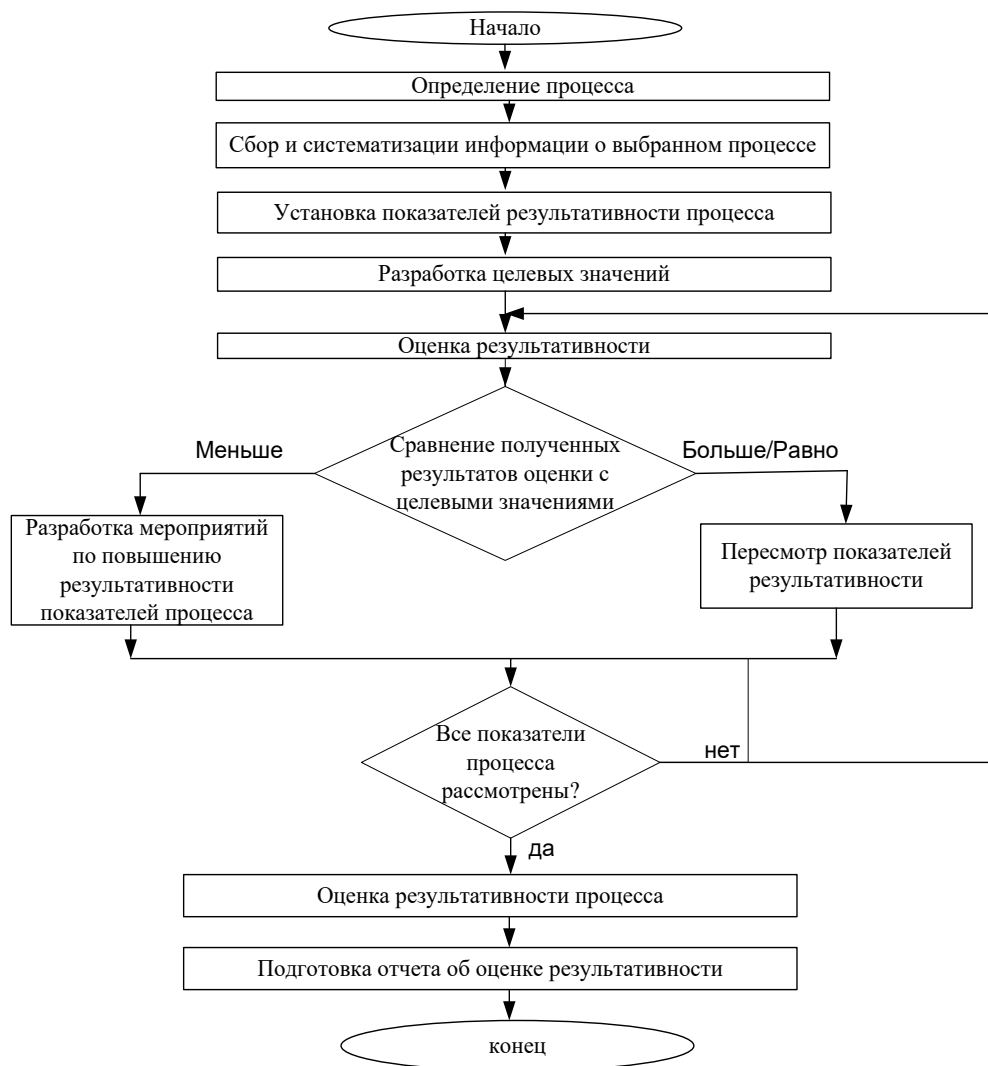 Начало
Определение процесса
Сбор и систематизации информации о выбранном процессе
Установка показателей результативности процесса
Разработка целевых значений
Оценка результативности
Меньше
Сравнение полученных
результатов оценки с
целевыми значениями
Больше/Равно
Разработка мероприятий
по повышению
результативности
показателей процесса
Пересмотр показателей
результативности
Все показатели
процесса
рассмотрены?
нет
да
Оценка результативности процесса
Подготовка отчета об оценке результативности
конец